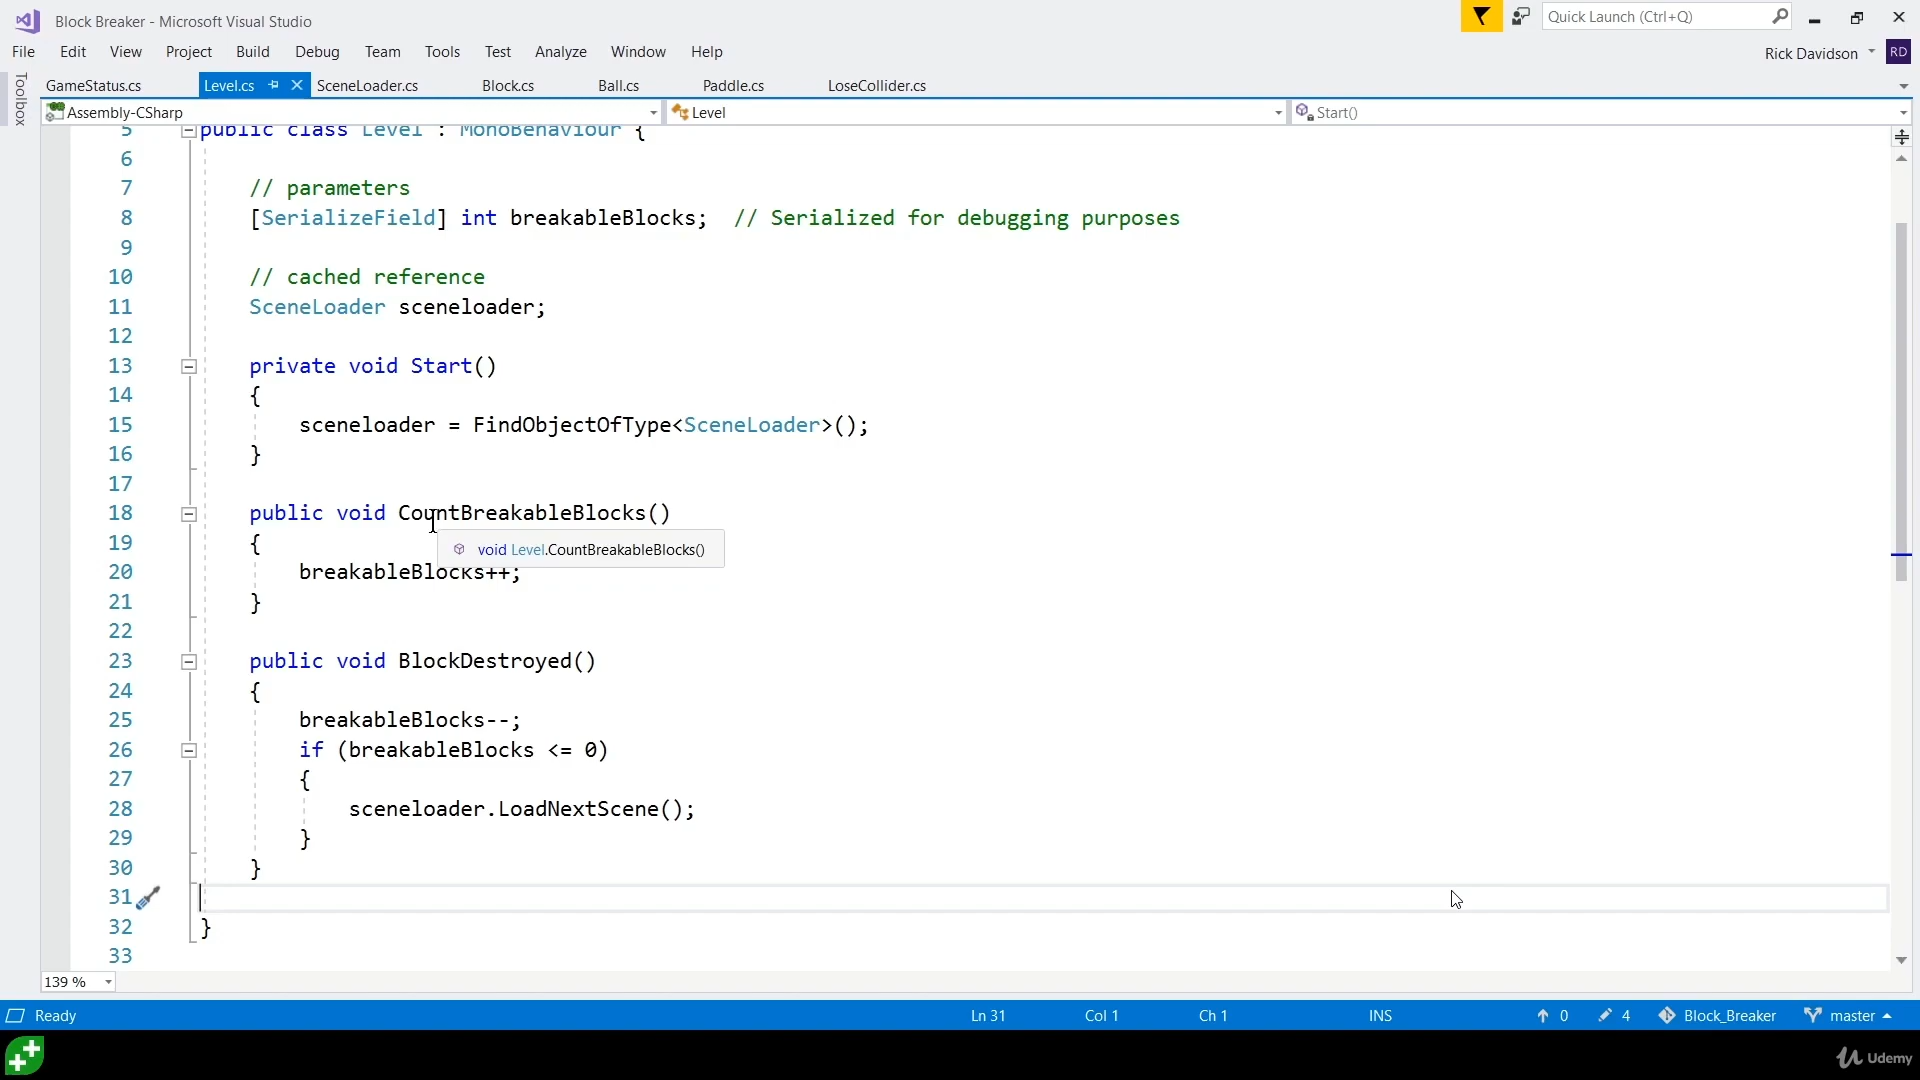 Block Breaker - Microsoft Visual Studio
Quick Launch (Ctrl+Q)
File Edit View Project Build Debug Team Tools Test Analyze Window Help
Rick Davidson RD
Toolbox
GameStatus.cs Level.cs SceneLoader.cs Block.cs Ball.cs Paddle.cs LoseCollider.cs
Assembly-CSharp Level Start()
5 public class Level : MonoBehaviour {
6
7 // parameters
8 [SerializeField] int breakableBlocks; // Serialized for debugging purposes
9
10 // cached reference
11 SceneLoader sceneloader;
12
13 private void Start()
14 {
15 sceneloader = FindObjectOfType<SceneLoader>();
16 }
17
18 public void CountBreakableBlocks()
19 {
void Level.CountBreakableBlocks()
20 breakableBlocks++;
21 }
22
23 public void BlockDestroyed()
24 {
25 breakableBlocks--;
26 if (breakableBlocks <= 0)
27 {
28 sceneloader.LoadNextScene();
29 }
30 }
31
32 }
33
139 %
Ready Ln 31 Col 1 Ch 1 INS 0 4 Block_Breaker master
Udemy